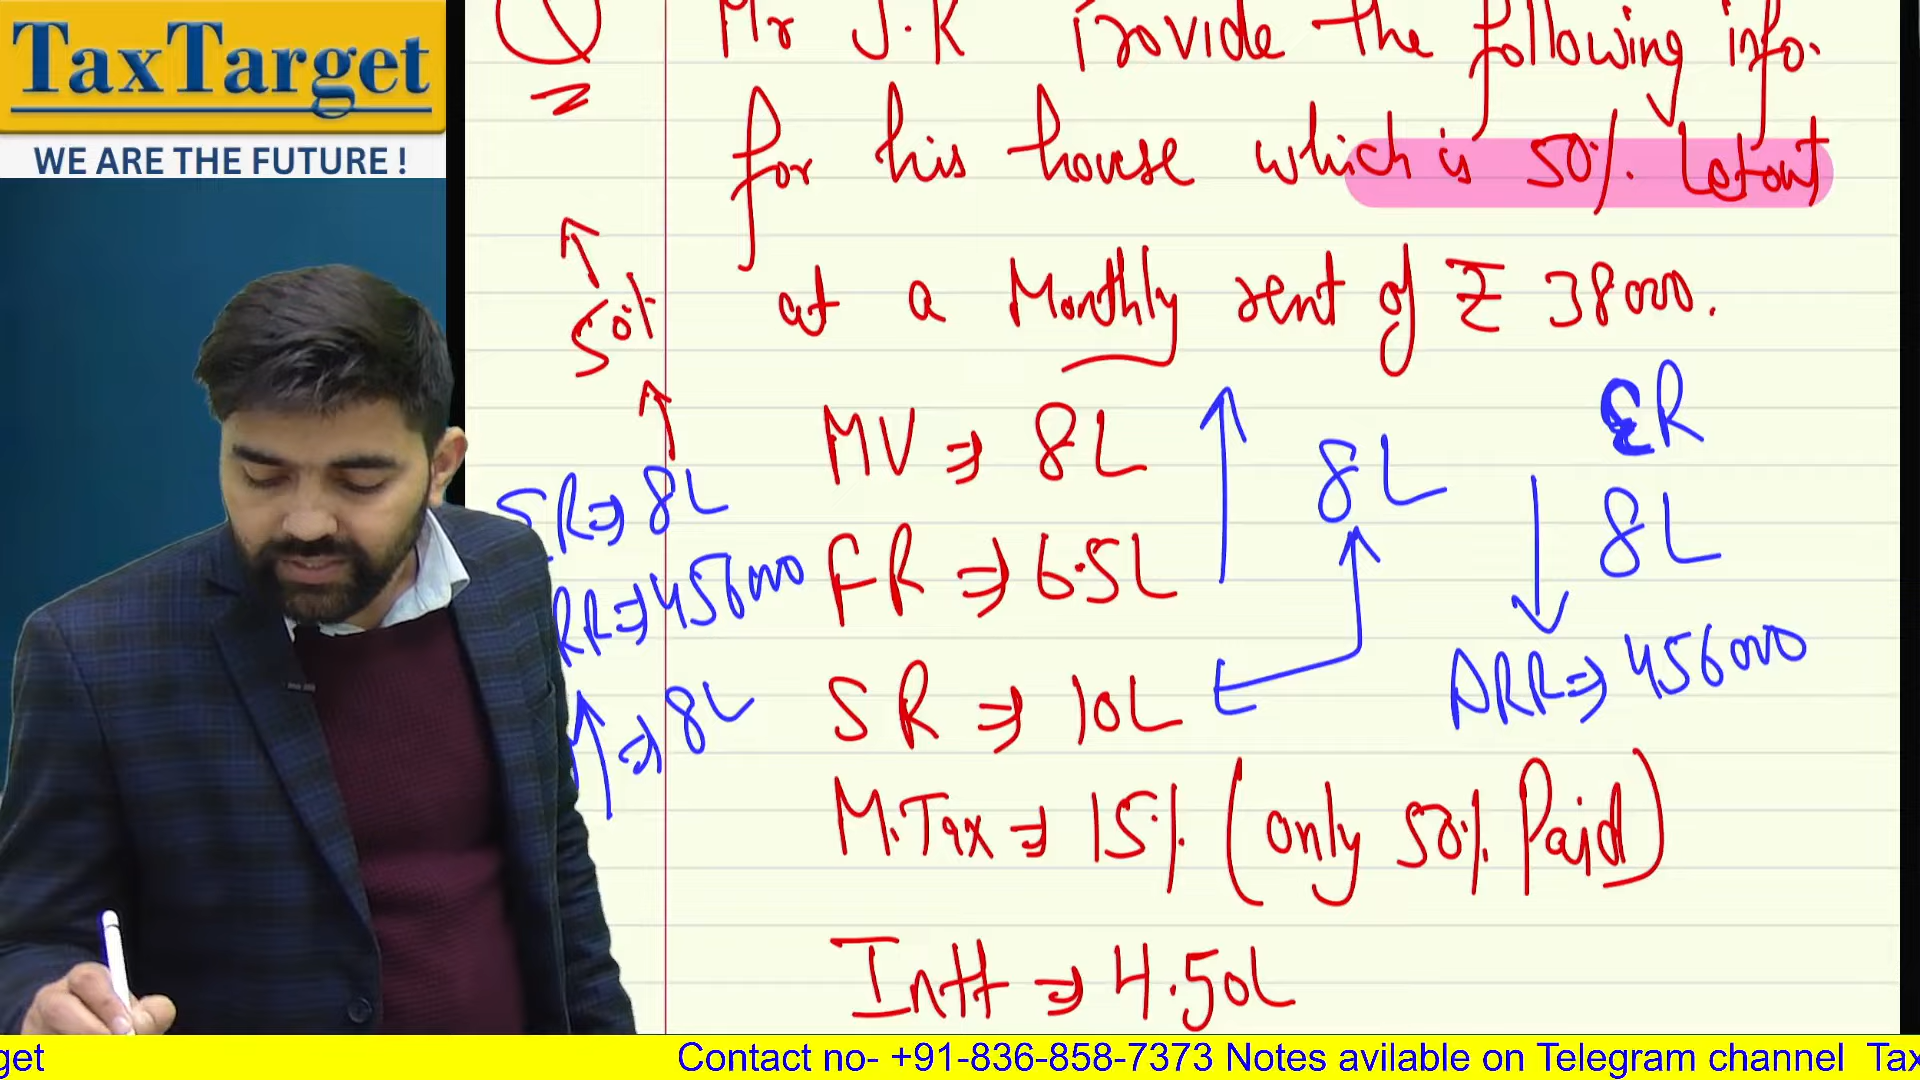 TaxTarget
WE ARE THE FUTURE !
Q Mr J.K Provide the following info.
for his house which is 50% Letout
at a Monthly rent of ₹ 38000.
50%
MV ⇒ 8L
FR ⇒ 6.5L
SR ⇒ 10L
M.Tax ⇒ 15% (only 50% Paid)
Intt ⇒ 4.50L
8L
ER
8L
ARR ⇒ 456000
ER ⇒ 8L
RR ⇒ 456000
⇒ 8L
get Contact no- +91-836-858-7373 Notes avilable on Telegram channel Tax